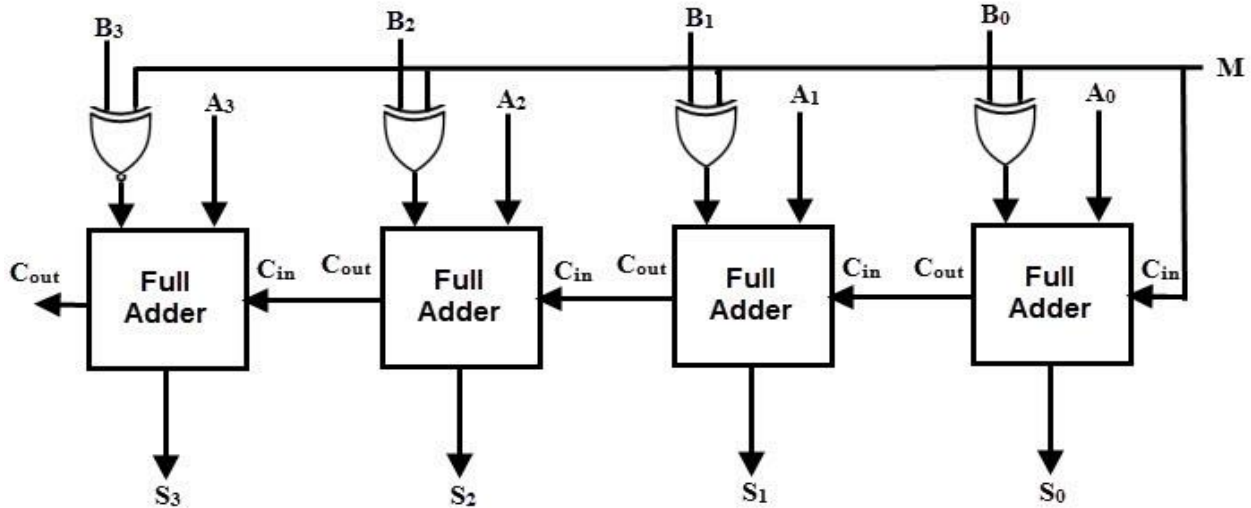 B₃ B₂ B₁ B₀
M
A₃ A₂ A₁ A₀
Cout Full Adder Cin Cout Full Adder Cin Cout Full Adder Cin Cout Full Adder Cin
S₃ S₂ S₁ S₀